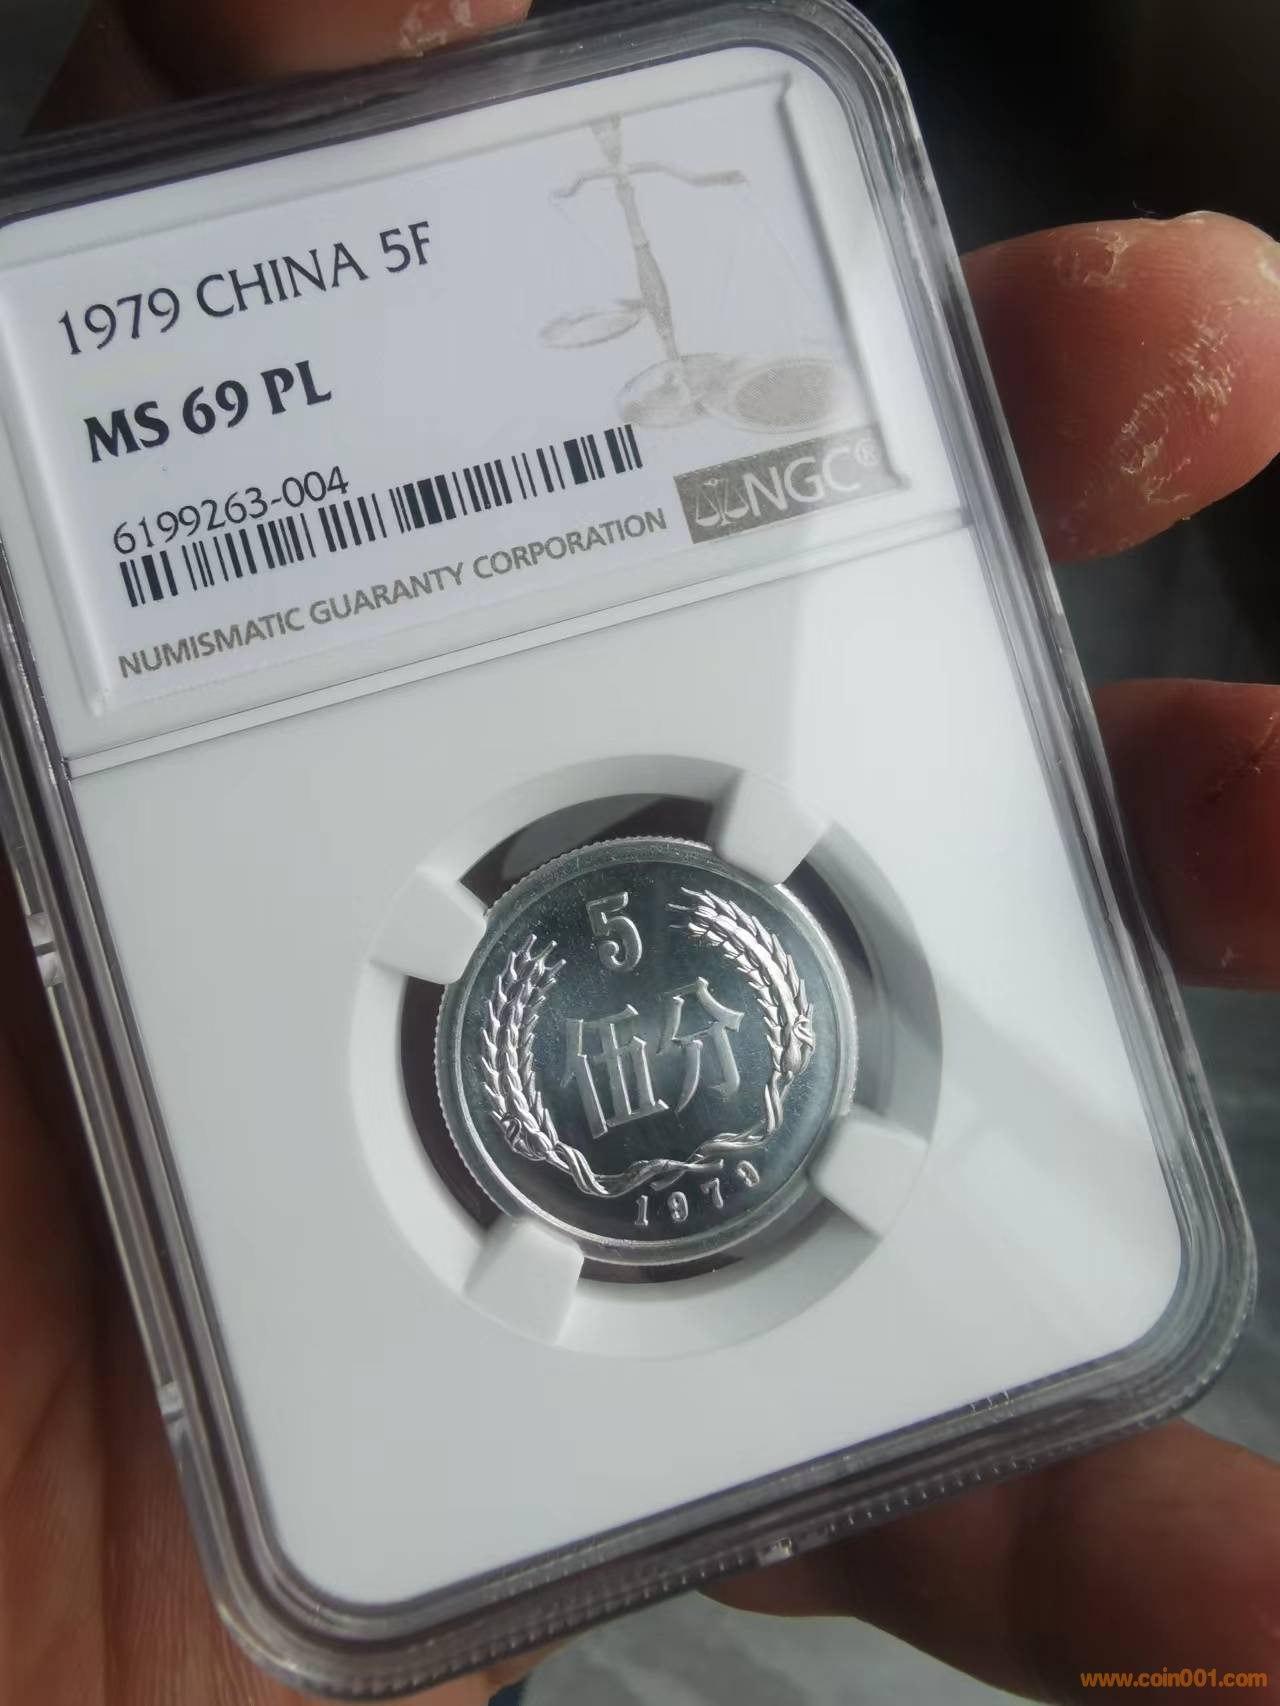 1979 CHINA 5F
MS 69 PL
6199263-004
NGC®
NUMISMATIC GUARANTY CORPORATION
5
伍分
1979
www.coin001.com